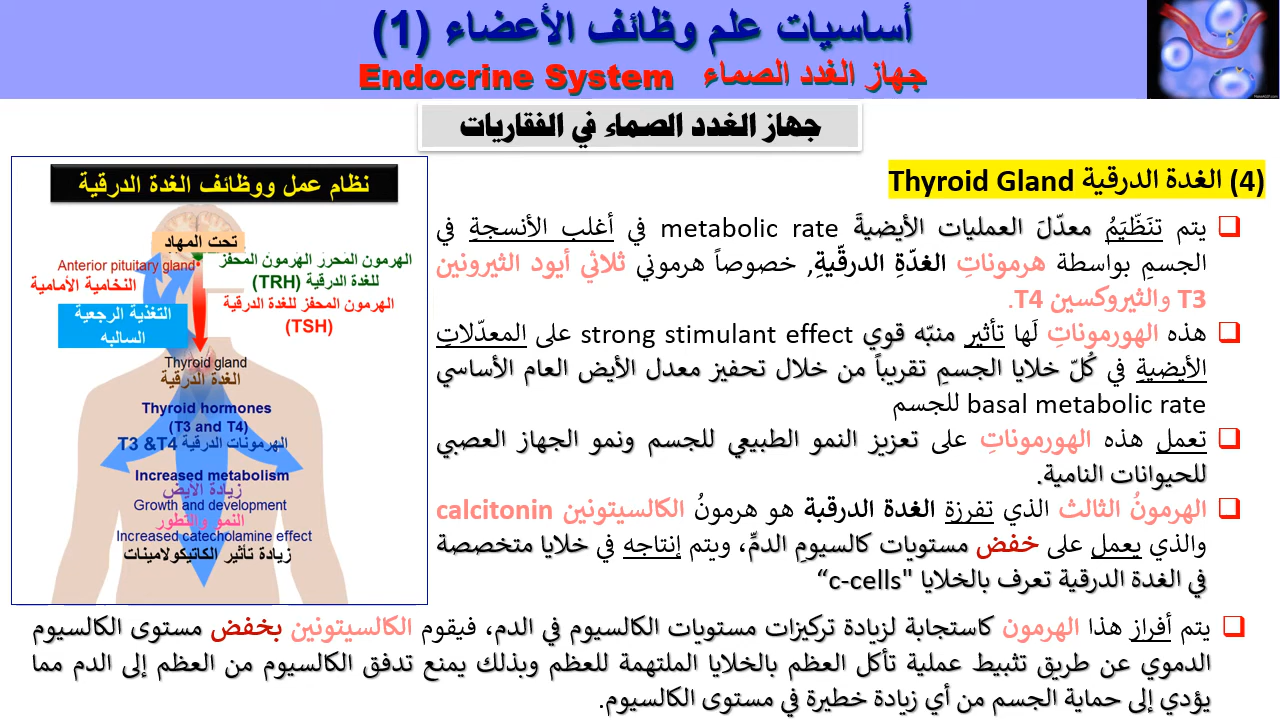 أساسيات علم وظائف الأعضاء (1)
جهاز الغدد الصماء Endocrine System
جهاز الغدد الصماء في الفقاريات
(4) الغدة الدرقية Thyroid Gland
يتم تنَظّيَمُ معدّلَ العمليات الأيضيةَ metabolic rate في أغلب الأنسجةِ في
الجسمِ بواسطة هرموناتِ الغدّةِ الدرقّيةِ, خصوصاً هرموني ثلاثي أيود الثيرونين
T3 والثيروكسين T4.
هذه الهورموناتِ لَها تأثير منبّه قوي strong stimulant effect على المعدّلاتِ
الأيضيةِ في كُلّ خلايا الجسمِ تقريباً من خلال تحفيز معدل الأيض العام الأساسي
basal metabolic rate للجسم
تعمل هذه الهورموناتِ على تعزيز النمو الطبيعي للجسم ونمو الجهاز العصبي
للحيوانات النامية.
الهرمونُ الثالث الذي تفرزة الغدة الدرقبة هو هرمونُ الكالسيتونين calcitonin
والذي يعمل على خفض مستويات كالسيومِ الدمِّ، ويتم إنتاجه في خلايا متخصصة
في الغدة الدرقية تعرف بالخلايا "c-cells“
يتم أفراز هذا الهرمون كاستجابة لزيادة تركيزات مستويات الكالسيوم في الدم، فيقوم الكالسيتونين بخفض مستوى الكالسيوم
الدموي عن طريق تثبيط عملية تأكل العظم بالخلايا الملتهمة للعظم وبذلك يمنع تدفق الكالسيوم من العظم إلى الدم مما
يؤدي إلى حماية الجسم من أي زيادة خطيرة في مستوى الكالسيوم.
نظام عمل ووظائف الغدة الدرقية
تحت المهاد
Anterior pituitary gland
النخامية الأمامية
الهرمون المحرر الهرمون المحفز
للغدة الدرقية (TRH)
الهرمون المحفز للغدة الدرقية
(TSH)
التغذية الرجعية
السالبه
Thyroid gland
الغدة الدرقية
Thyroid hormones
(T3 and T4)
الهرمونات الدرقية T3 &T4
Increased metabolism
زيادة الأيض
Growth and development
النمو والتطور
Increased catecholamine effect
زيادة تأثير الكاتيكولامينات